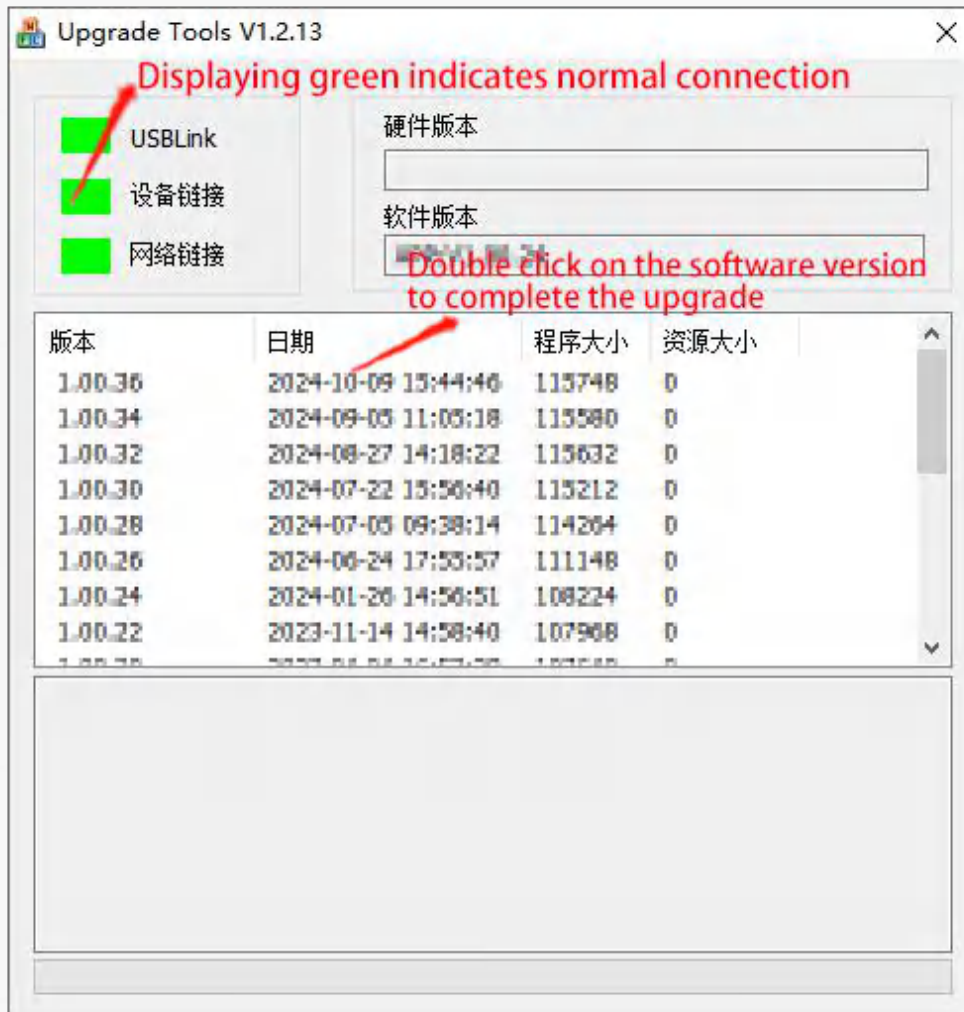 Upgrade Tools V1.2.13
Displaying green indicates normal connection
USBLink
设备链接
网络链接
硬件版本
软件版本
Double click on the software version
to complete the upgrade
版本 日期 程序大小 资源大小
1.00.36 2024-10-09 15:44:46 115748 0
1.00.34 2024-09-05 11:05:18 115580 0
1.00.32 2024-08-27 14:18:22 115632 0
1.00.30 2024-07-22 15:56:40 115212 0
1.00.28 2024-07-05 09:38:14 114264 0
1.00.26 2024-06-24 17:55:57 111148 0
1.00.24 2024-01-26 14:56:51 108224 0
1.00.22 2023-11-14 14:58:40 107968 0